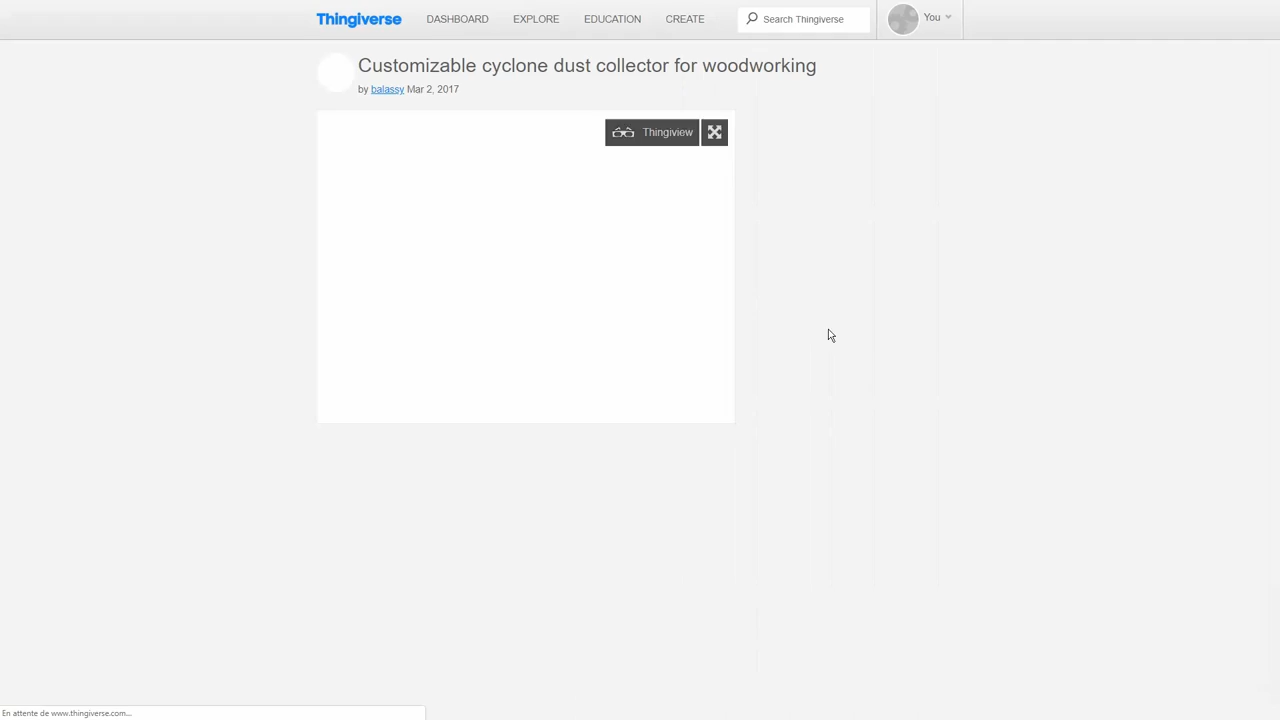 Thingiverse DASHBOARD EXPLORE EDUCATION CREATE Search Thingiverse You
Customizable cyclone dust collector for woodworking
by balassy Mar 2, 2017
Thingiview
En attente de www.thingiverse.com...